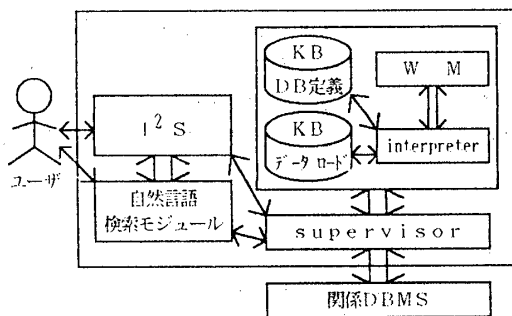 KB
DB定義
W M
KB
データロード
interpreter
I² S
ユーザ
自然言語
検索モジュール
supervisor
関係DBMS